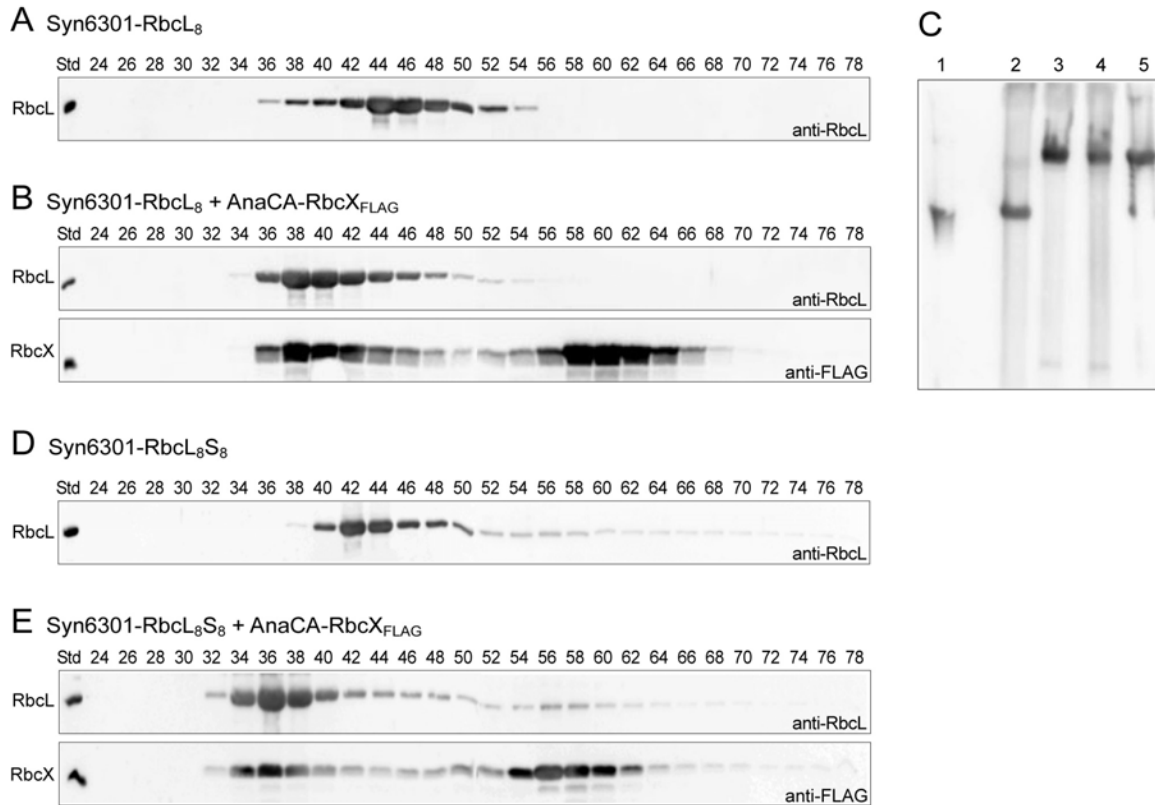 A Syn6301-RbcL₈
Std 24 26 28 30 32 34 36 38 40 42 44 46 48 50 52 54 56 58 60 62 64 66 68 70 72 74 76 78
RbcL
anti-RbcL
B Syn6301-RbcL₈ + AnaCA-RbcX_FLAG
Std 24 26 28 30 32 34 36 38 40 42 44 46 48 50 52 54 56 58 60 62 64 66 68 70 72 74 76 78
RbcL
anti-RbcL
RbcX
anti-FLAG
C
1 2 3 4 5
D Syn6301-RbcL₈S₈
Std 24 26 28 30 32 34 36 38 40 42 44 46 48 50 52 54 56 58 60 62 64 66 68 70 72 74 76 78
RbcL
anti-RbcL
E Syn6301-RbcL₈S₈ + AnaCA-RbcX_FLAG
Std 24 26 28 30 32 34 36 38 40 42 44 46 48 50 52 54 56 58 60 62 64 66 68 70 72 74 76 78
RbcL
anti-RbcL
RbcX
anti-FLAG